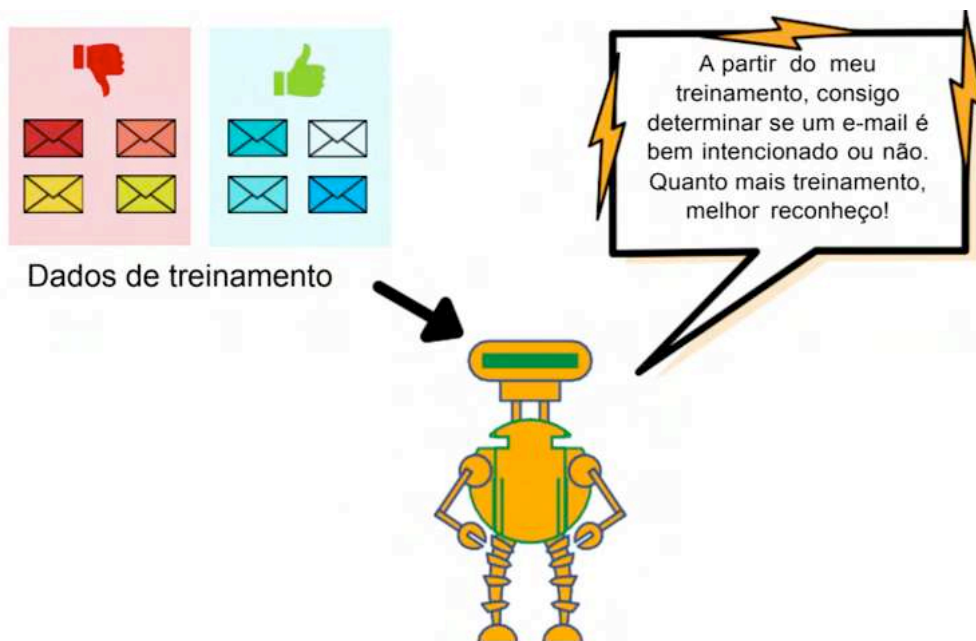 Dados de treinamento
A partir do meu
treinamento, consigo
determinar se um e-mail é
bem intencionado ou não.
Quanto mais treinamento,
melhor reconheço!